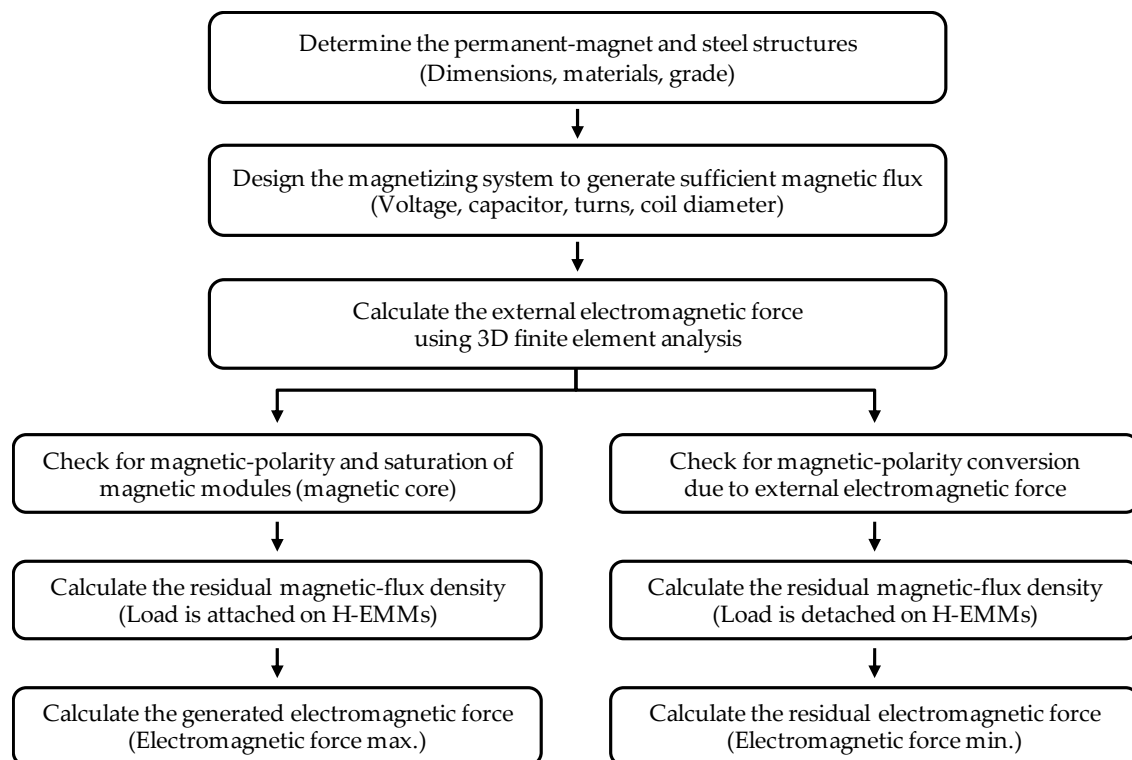 Determine the permanent-magnet and steel structures
(Dimensions, materials, grade)
Design the magnetizing system to generate sufficient magnetic flux
(Voltage, capacitor, turns, coil diameter)
Calculate the external electromagnetic force
using 3D finite element analysis
Check for magnetic-polarity and saturation of
magnetic modules (magnetic core)
Calculate the residual magnetic-flux density
(Load is attached on H-EMMs)
Calculate the generated electromagnetic force
(Electromagnetic force max.)
Check for magnetic-polarity conversion
due to external electromagnetic force
Calculate the residual magnetic-flux density
(Load is detached on H-EMMs)
Calculate the residual electromagnetic force
(Electromagnetic force min.)